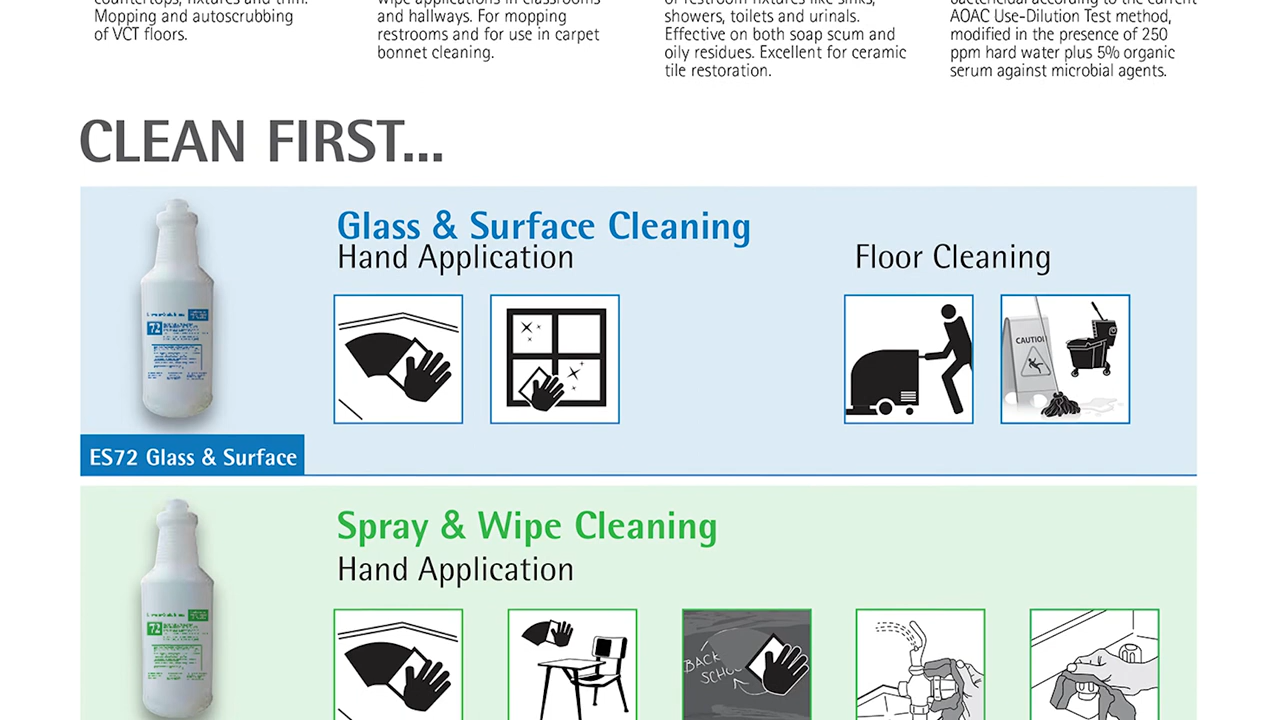 countertops, fixtures and trim.
Mopping and autoscrubbing
of VCT floors.
wipe applications in classrooms
and hallways. For mopping
restrooms and for use in carpet
bonnet cleaning.
of restroom fixtures like sinks,
showers, toilets and urinals.
Effective on both soap scum and
oily residues. Excellent for ceramic
tile restoration.
bactericidal according to the current
AOAC Use-Dilution Test method,
modified in the presence of 250
ppm hard water plus 5% organic
serum against microbial agents.
CLEAN FIRST...
Glass & Surface Cleaning
Hand Application
Floor Cleaning
CAUTIO
72
ES72 Glass & Surface
Spray & Wipe Cleaning
Hand Application
72
BACK
SCHO